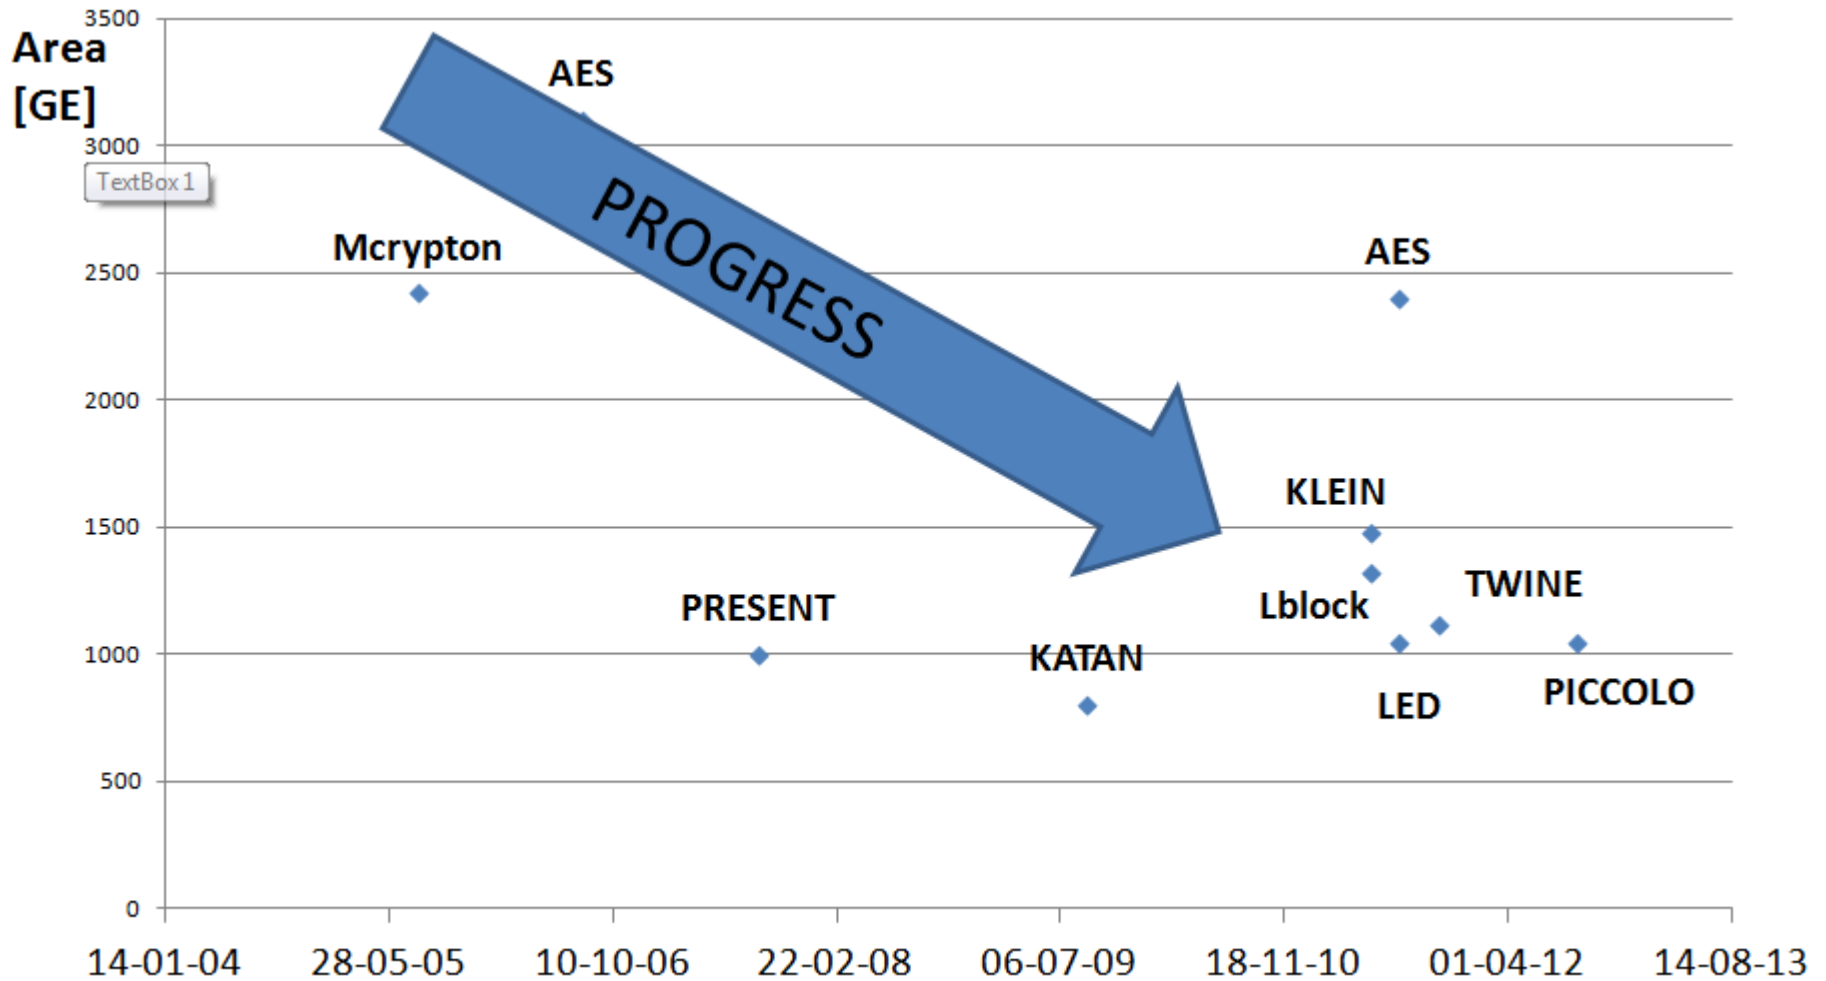 3500
Area
[GE]
AES
3000
TextBox 1
PROGRESS
Mcrypton
2500
AES
2000
KLEIN
1500
TWINE
Lblock
PRESENT
1000
KATAN
PICCOLO
LED
500
0
14-01-04 28-05-05 10-10-06 22-02-08 06-07-09 18-11-10 01-04-12 14-08-13